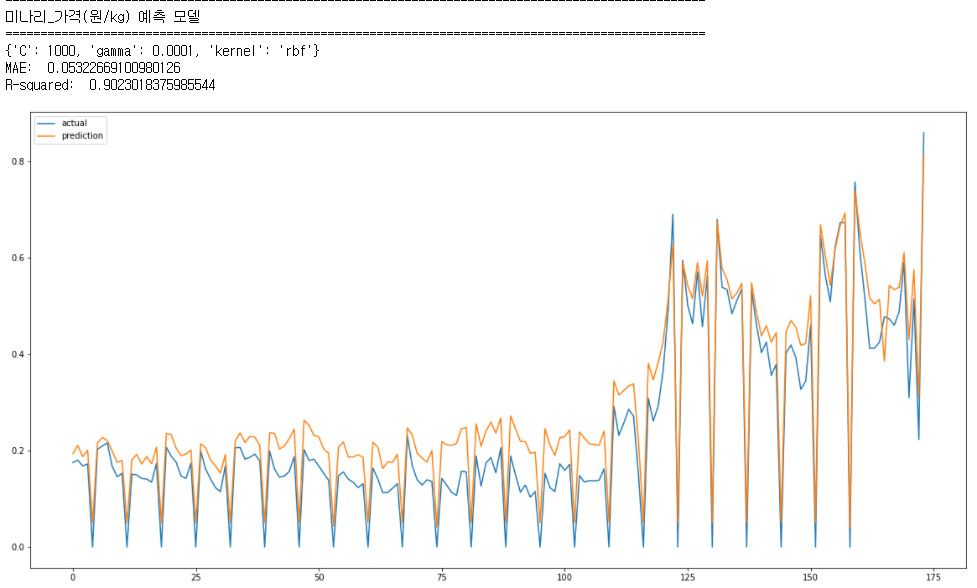 ================================================================================
미나리_가격(원/kg) 예측 모델
================================================================================
{'C': 1000, 'gamma': 0.0001, 'kernel': 'rbf'}
MAE:  0.05322669100980126
R-squared:  0.9023018375985544
actual
prediction
0.8
0.6
0.4
0.2
0.0
0 25 50 75 100 125 150 175